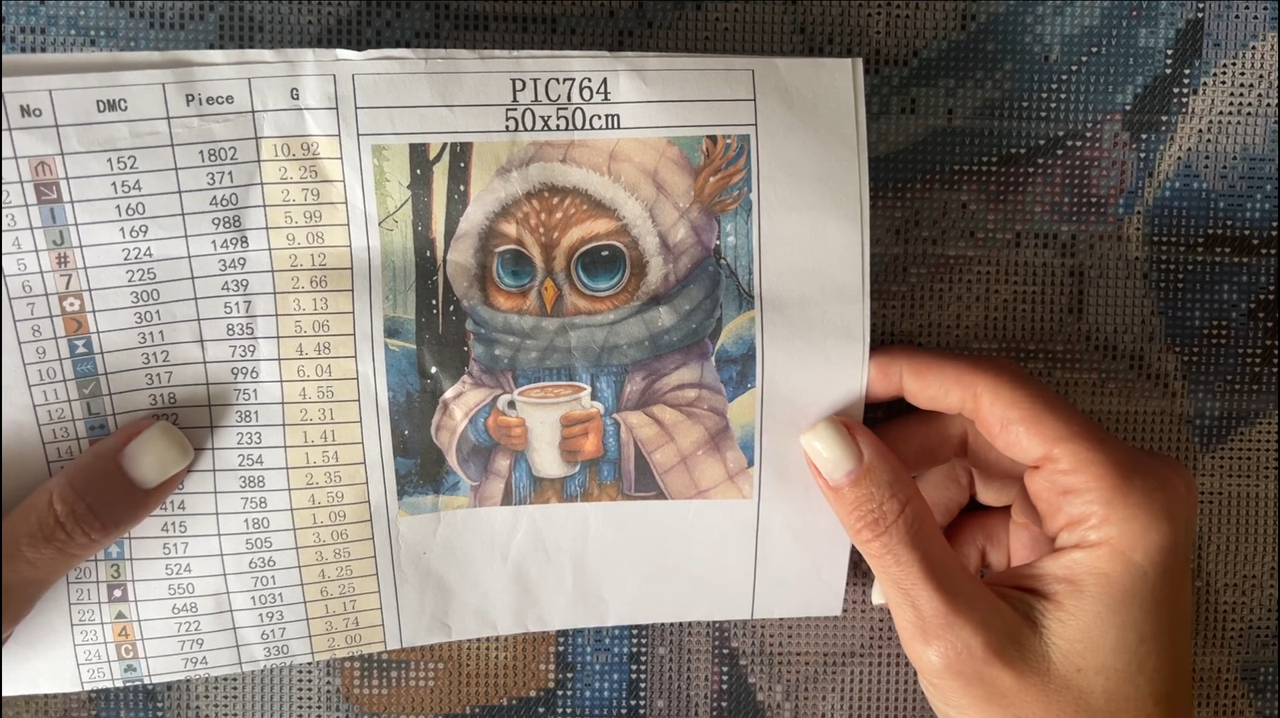 No DMC Piece G
152 1802 10.92
2 154 371 2.25
3 I 160 460 2.79
4 J 169 988 5.99
5 # 224 1498 9.08
6 7 225 349 2.12
7 300 439 2.66
8 301 517 3.13
9 311 835 5.06
10 312 739 4.48
11 ✓ 317 996 6.04
12 L 318 751 4.55
13 381 2.31
14 233 1.41
254 1.54
388 2.35
414 758 4.59
415 180 1.09
517 505 3.06
20 3 524 636 3.85
21 550 701 4.25
22 ▲ 648 1031 6.25
23 4 722 193 1.17
24 C 779 617 3.74
25 ♣ 794 330 2.00
PIC764
50x50cm